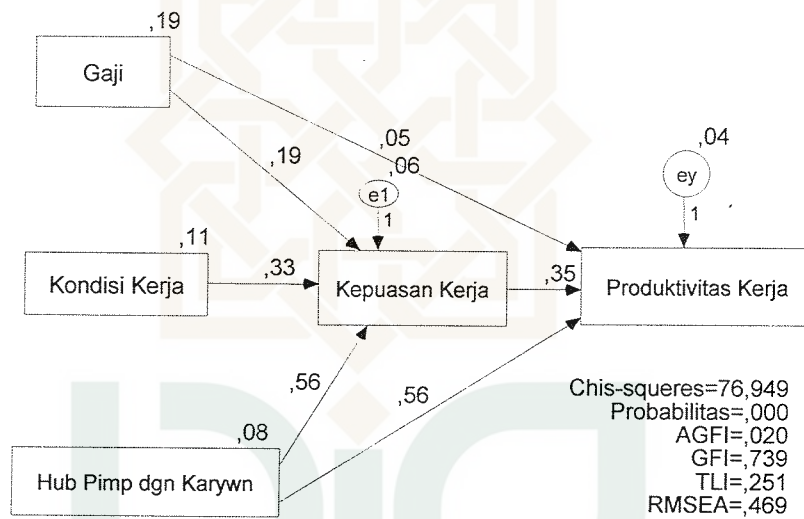 ,19
Gaji
,05
,04
,19
,06
e1
ey
1
1
,11
Kondisi Kerja
,33
Kepuasan Kerja
,35
Produktivitas Kerja
,56
,56
,08
Hub Pimp dgn Karywn
Chis-squeres=76,949
Probabilitas=,000
AGFI=,020
GFI=,739
TLI=,251
RMSEA=,469